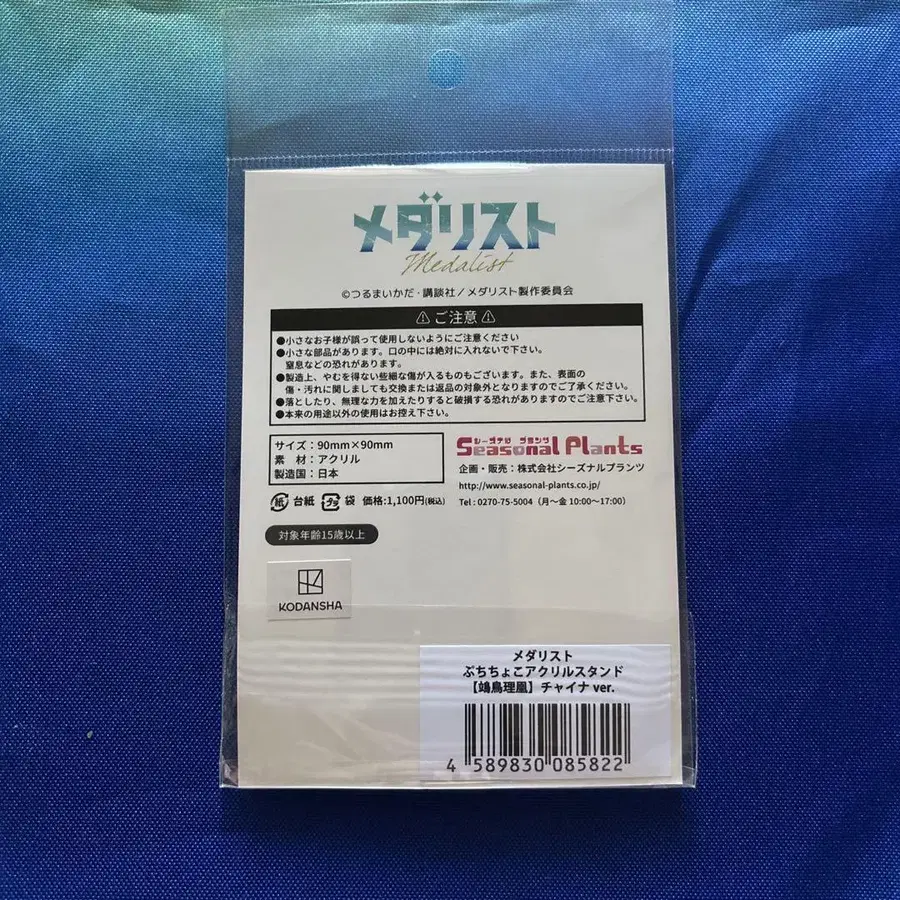 メダリスト
Medalist
©つるまいかだ・講談社/メダリスト製作委員会
⚠ ご注意 ⚠
●小さなお子様が誤って使用しないようにご注意ください
●小さな部品があります。口の中には絶対に入れないで下さい。
窒息などの恐れがあります。
●製造上、やむを得ない些細な傷が入るものもございます。また、表面の
傷・汚れに関しましても交換または返品の対象外となりますのでご了承ください。
●落としたり、無理な力を加えたりすると破損する恐れがありますのでご注意下さい。
●本来の用途以外の使用はお控え下さい。
サイズ:90mm×90mm
素 材:アクリル
製造国:日本
シーズナル プランツ
Seasonal Plants
企画・販売:株式会社シーズナルプランツ
http://www.seasonal-plants.co.jp/
Tel : 0270-75-5004(月~金 10:00~17:00)
紙 台紙 プラ 袋 価格:1,100円(税込)
対象年齢15歳以上
KODANSHA
メダリスト
ぷちちょこアクリルスタンド
【鴗鳥理凰】チャイナ ver.
4 589830 085822